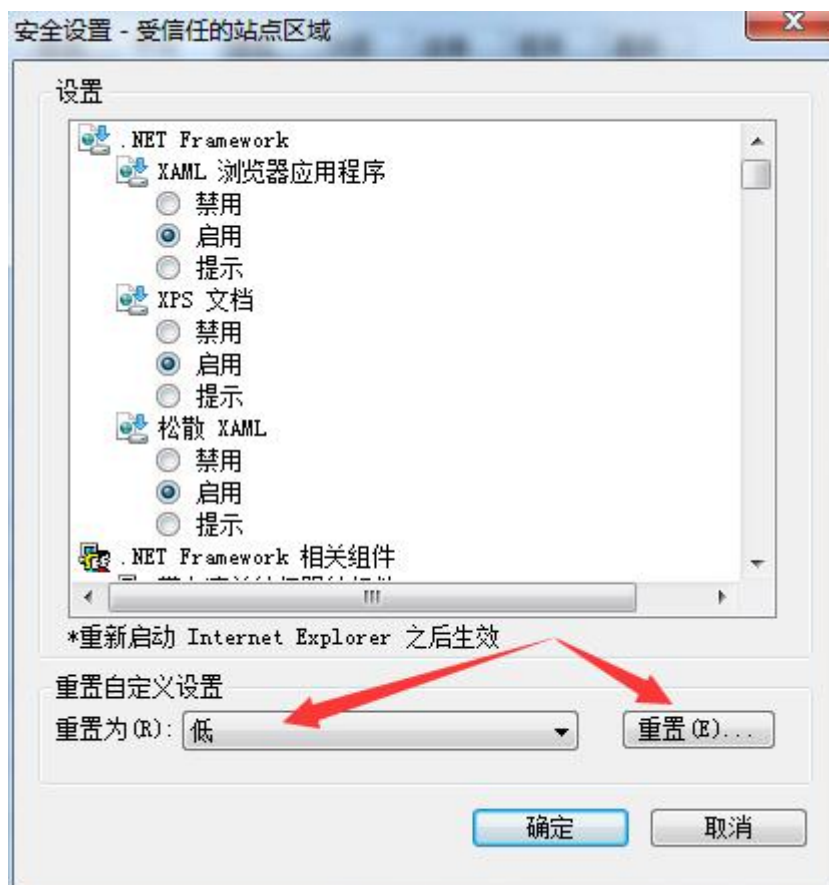 安全设置 - 受信任的站点区域
设置
.NET Framework
XAML 浏览器应用程序
禁用
启用
提示
XPS 文档
禁用
启用
提示
松散 XAML
禁用
启用
提示
.NET Framework 相关组件
*重新启动 Internet Explorer 之后生效
重置自定义设置
重置为(R): 低 重置(E)...
确定 取消